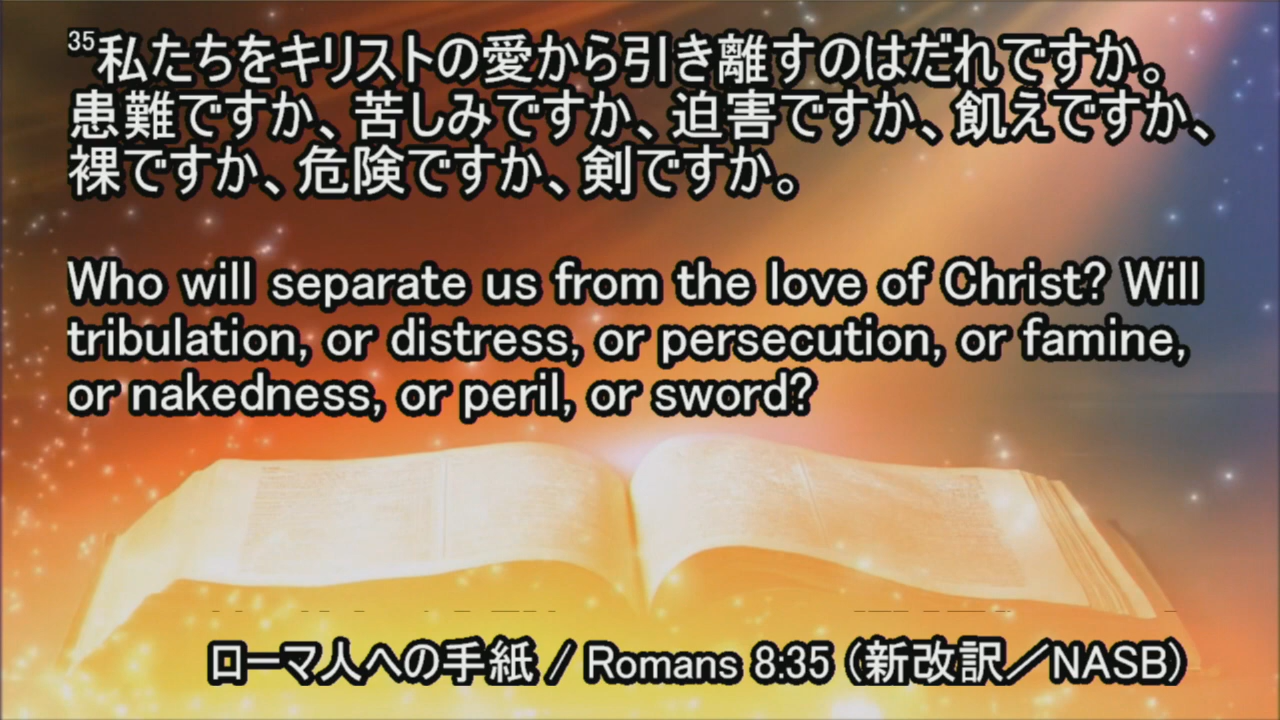 35私たちをキリストの愛から引き離すのはだれですか。
患難ですか、苦しみですか、迫害ですか、飢えですか、
裸ですか、危険ですか、剣ですか。
Who will separate us from the love of Christ? Will
tribulation, or distress, or persecution, or famine,
or nakedness, or peril, or sword?
ローマ人への手紙 / Romans 8:35 (新改訳／NASB)